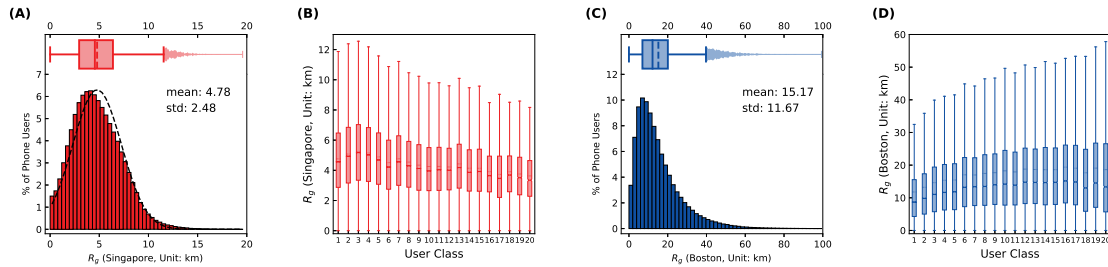 (A)
0 5 10 15 20
mean: 4.78
std: 2.48
% of Phone Users
7
6
5
4
3
2
1
0
0 5 10 15 20
Rg (Singapore, Unit: km)
(B)
Rg (Singapore, Unit: km)
12
10
8
6
4
2
0
1 2 3 4 5 6 7 8 9 10 11 12 13 14 15 16 17 18 19 20
User Class
(C)
0 20 40 60 80 100
mean: 15.17
std: 11.67
% of Phone Users
12
10
8
6
4
2
0
0 20 40 60 80 100
Rg (Boston, Unit: km)
(D)
Rg (Boston, Unit: km)
60
50
40
30
20
10
0
1 2 3 4 5 6 7 8 9 10 11 12 13 14 15 16 17 18 19 20
User Class